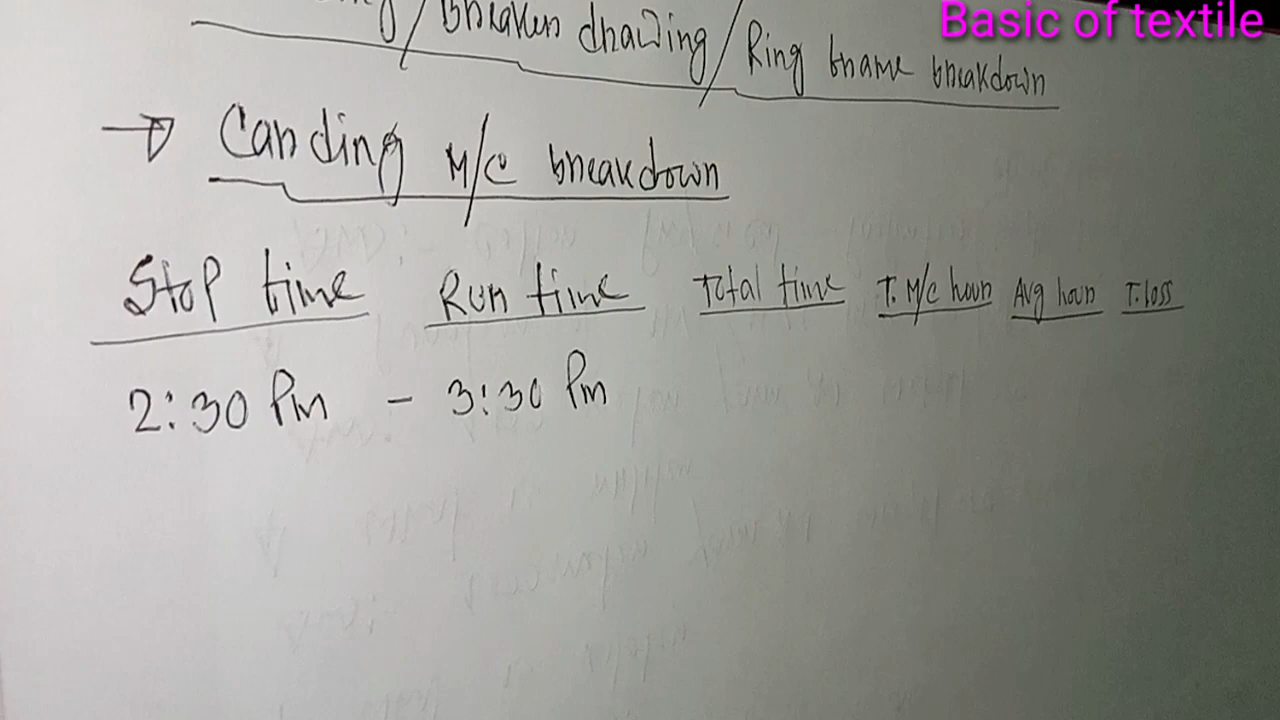 Basic of textile
/Breaker drawing/Ring frame breakdown
→ Carding M/C breakdown
Stop time Run time Total time T. M/C hour Avg hour T. loss
2:30 Pm - 3:30 Pm